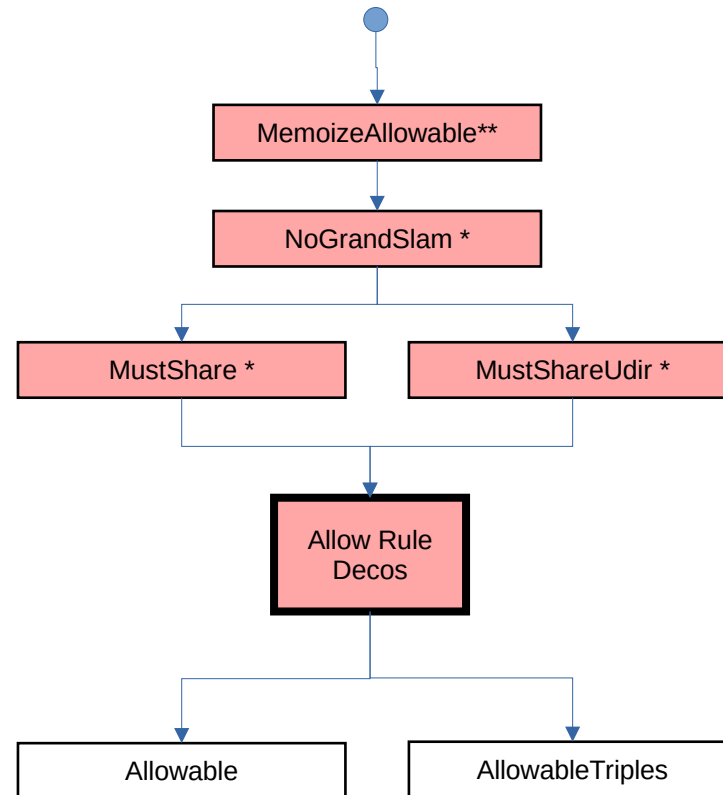 MemoizeAllowable**
NoGrandSlam *
MustShare *
MustShareUdir *
Allow Rule
Decos
Allowable
AllowableTriples